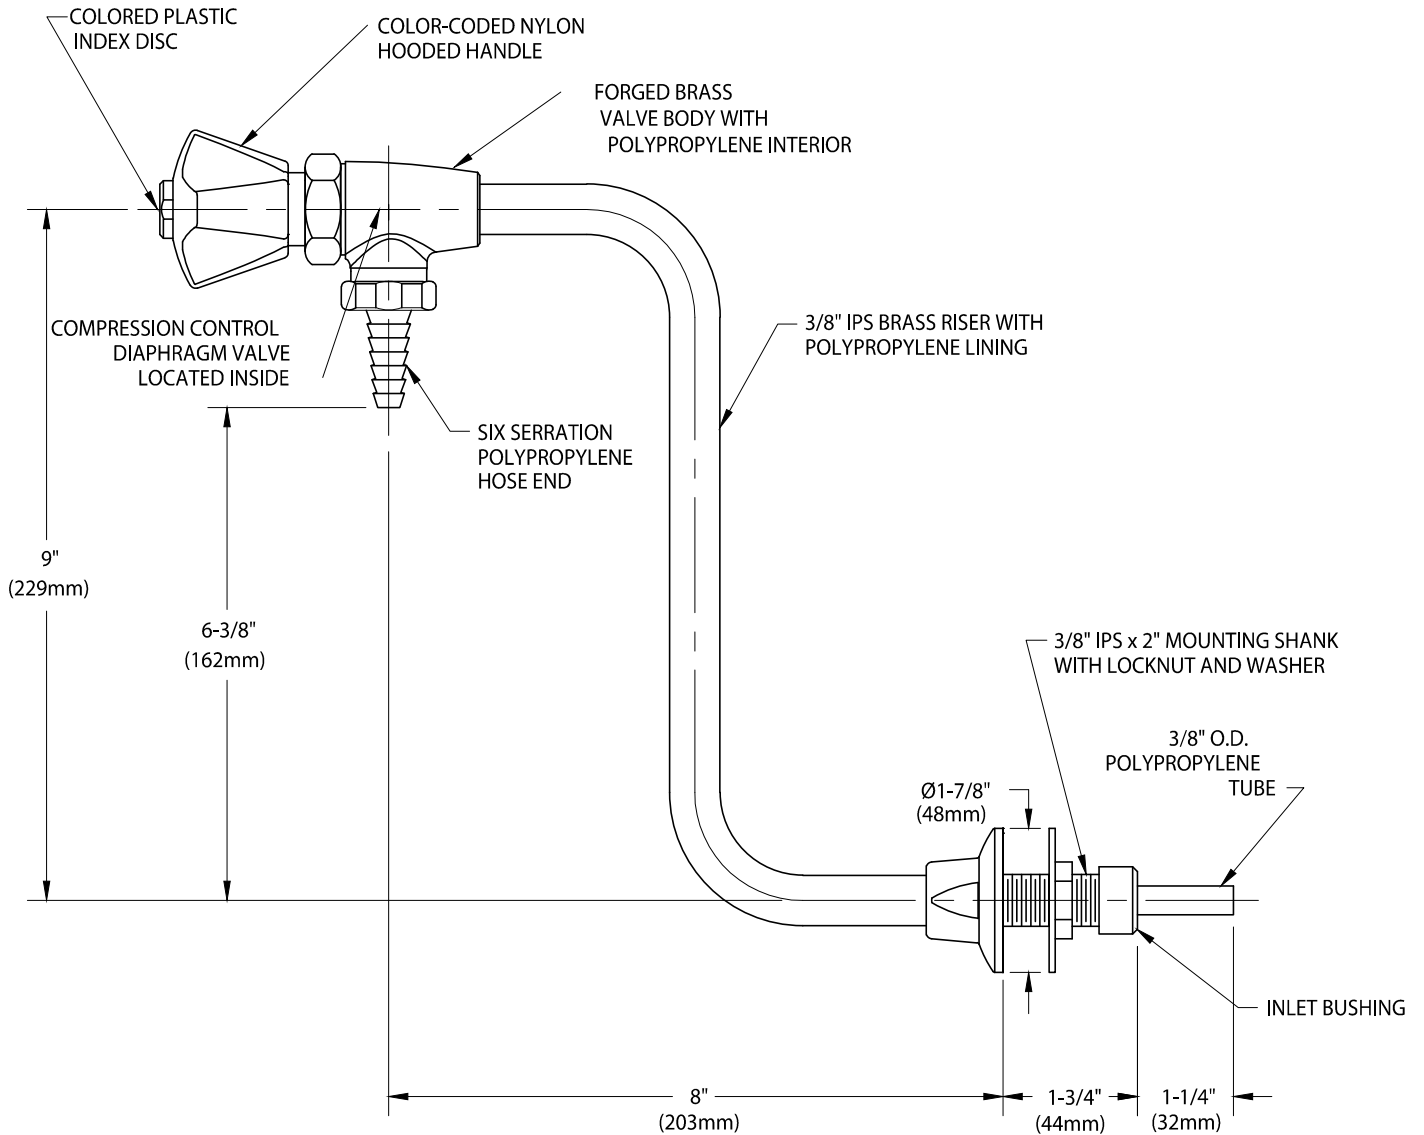 COLORED PLASTIC
INDEX DISC
COLOR-CODED NYLON
HOODED HANDLE
FORGED BRASS
VALVE BODY WITH
POLYPROPYLENE INTERIOR
COMPRESSION CONTROL
DIAPHRAGM VALVE
LOCATED INSIDE
3/8" IPS BRASS RISER WITH
POLYPROPYLENE LINING
SIX SERRATION
POLYPROPYLENE
HOSE END
9"
(229mm)
6-3/8"
(162mm)
3/8" IPS x 2" MOUNTING SHANK
WITH LOCKNUT AND WASHER
3/8" O.D.
POLYPROPYLENE
TUBE
Ø1-7/8"
(48mm)
INLET BUSHING
8"
(203mm)
1-3/4"
(44mm)
1-1/4"
(32mm)